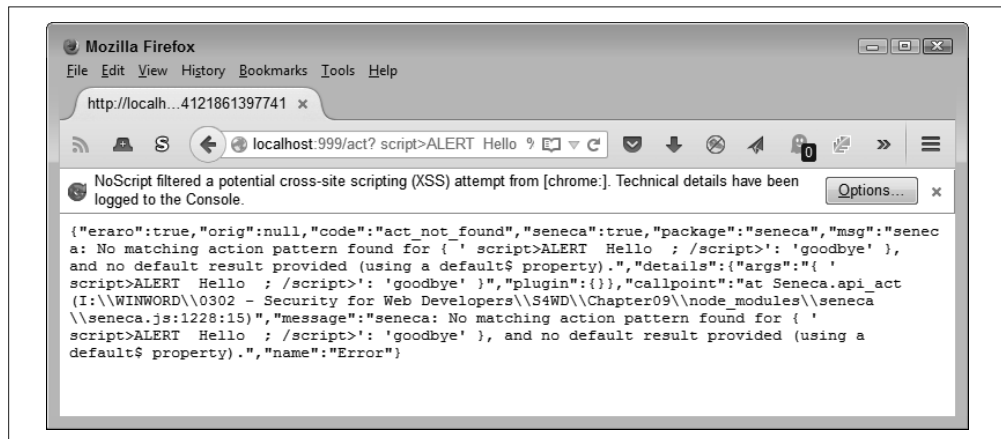 Mozilla Firefox
File Edit View History Bookmarks Tools Help
http://localh...4121861397741 ×
S
localhost:999/act? script>ALERT Hello 9
0
»
NoScript filtered a potential cross-site scripting (XSS) attempt from [chrome:]. Technical details have been
logged to the Console.
Options...
×
{"eraro":true,"orig":null,"code":"act_not_found","seneca":true,"package":"seneca","msg":"senec
a: No matching action pattern found for { ' script>ALERT  Hello  ; /script>': 'goodbye' },
and no default result provided (using a default$ property).","details":{"args":"{ '
script>ALERT  Hello  ; /script>': 'goodbye' }","plugin":{}},"callpoint":"at Seneca.api_act
(I:\\WINWORD\\0302 - Security for Web Developers\\S4WD\\Chapter09\\node_modules\\seneca
\\seneca.js:1228:15)","message":"seneca: No matching action pattern found for { '
script>ALERT  Hello  ; /script>': 'goodbye' }, and no default result provided (using a
default$ property).","name":"Error"}